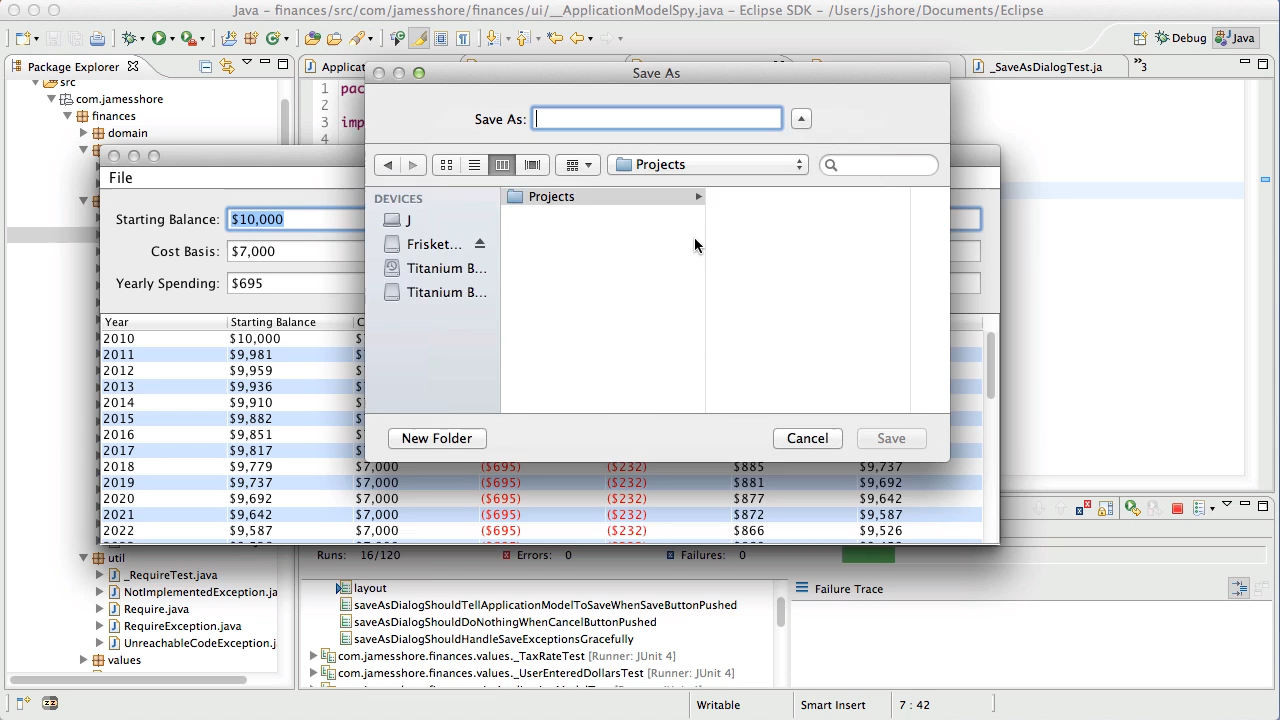 Java – finances/src/com/jamesshore/finances/ui/__ApplicationModelSpy.java – Eclipse SDK – /Users/jshore/Documents/Eclipse
Debug
Java
Package Explorer
Applicat
_SaveAsDialogTest.ja
»3
src
com.jamesshore
finances
domain
1 pac
2
3 imp
4
Save As
Save As:
Projects
DEVICES
J
Frisket...
Titanium B...
Titanium B...
Projects
New Folder
Cancel
Save
File
Starting Balance: $10,000
Cost Basis: $7,000
Yearly Spending: $695
Year Starting Balance
2010 $10,000
2011 $9,981
2012 $9,959
2013 $9,936
2014 $9,910
2015 $9,882
2016 $9,851
2017 $9,817
2018 $9,779 $7,000 ($695) ($232) $885 $9,737
2019 $9,737 $7,000 ($695) ($232) $881 $9,692
2020 $9,692 $7,000 ($695) ($232) $877 $9,642
2021 $9,642 $7,000 ($695) ($232) $872 $9,587
2022 $9,587 $7,000 ($695) ($232) $866 $9,526
util
_RequireTest.java
NotImplementedException.ja
Require.java
RequireException.java
UnreachableCodeException.j
values
Runs: 16/120 Errors: 0 Failures: 0
layout
saveAsDialogShouldTellApplicationModelToSaveWhenSaveButtonPushed
saveAsDialogShouldDoNothingWhenCancelButtonPushed
saveAsDialogShouldHandleSaveExceptionsGracefully
com.jamesshore.finances.values._TaxRateTest [Runner: JUnit 4]
com.jamesshore.finances.values._UserEnteredDollarsTest [Runner: JUnit 4]
Failure Trace
Writable
Smart Insert
7 : 42